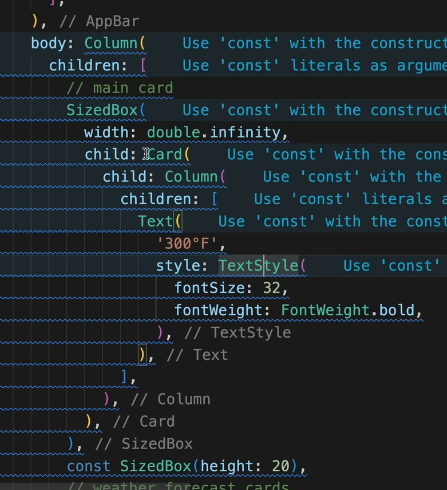 ],
), // AppBar
body: Column( Use 'const' with the construct
children: [ Use 'const' literals as argume
// main card
SizedBox( Use 'const' with the construct
width: double.infinity,
child: Card( Use 'const' with the cons
child: Column( Use 'const' with the
children: [ Use 'const' literals a
Text( Use 'const' with the const
'300°F',
style: TextStyle( Use 'const'
fontSize: 32,
fontWeight: FontWeight.bold,
), // TextStyle
), // Text
],
), // Column
), // Card
), // SizedBox
const SizedBox(height: 20),
// weather forecast cards